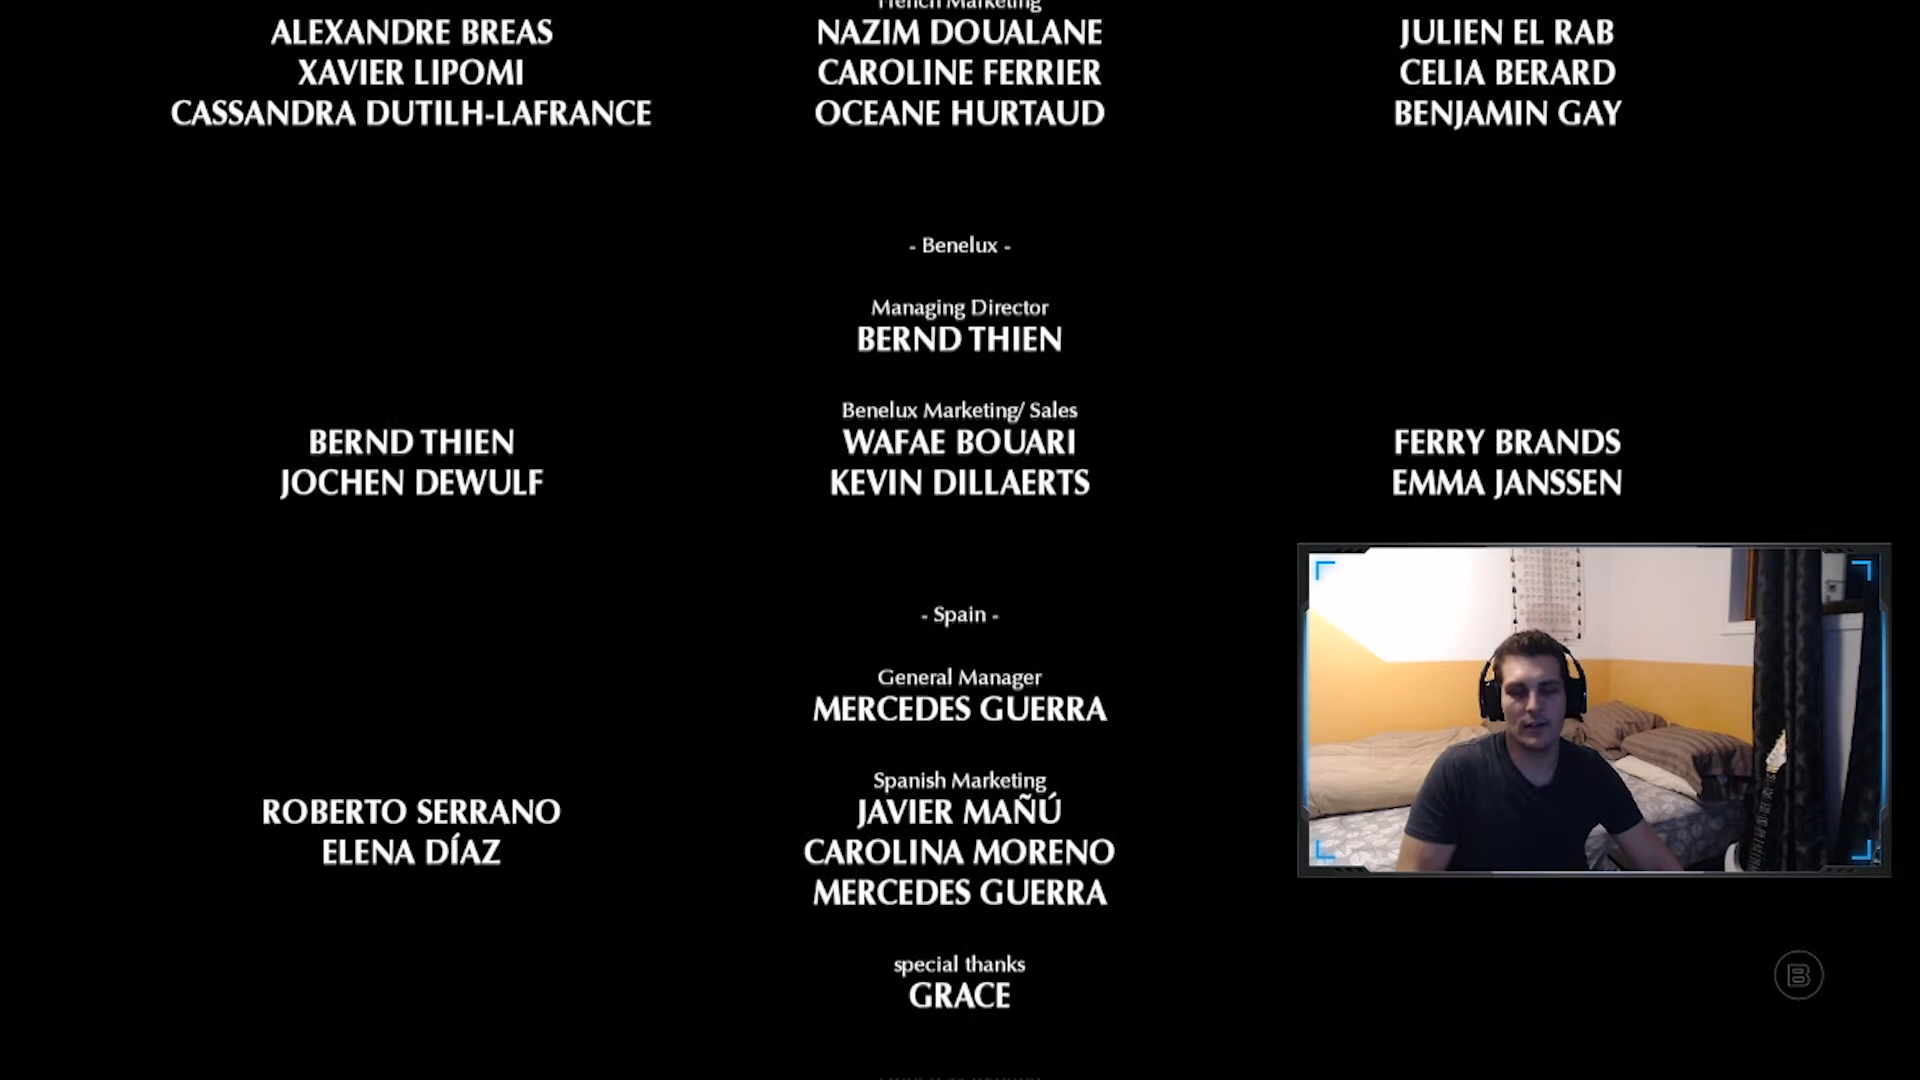 French Marketing
ALEXANDRE BREAS NAZIM DOUALANE JULIEN EL RAB
XAVIER LIPOMI CAROLINE FERRIER CELIA BERARD
CASSANDRA DUTILH-LAFRANCE OCEANE HURTAUD BENJAMIN GAY
- Benelux -
Managing Director
BERND THIEN
Benelux Marketing/ Sales
BERND THIEN WAFAE BOUARI FERRY BRANDS
JOCHEN DEWULF KEVIN DILLAERTS EMMA JANSSEN
- Spain -
General Manager
MERCEDES GUERRA
Spanish Marketing
ROBERTO SERRANO JAVIER MAÑÚ
ELENA DÍAZ CAROLINA MORENO
MERCEDES GUERRA
special thanks
GRACE
B